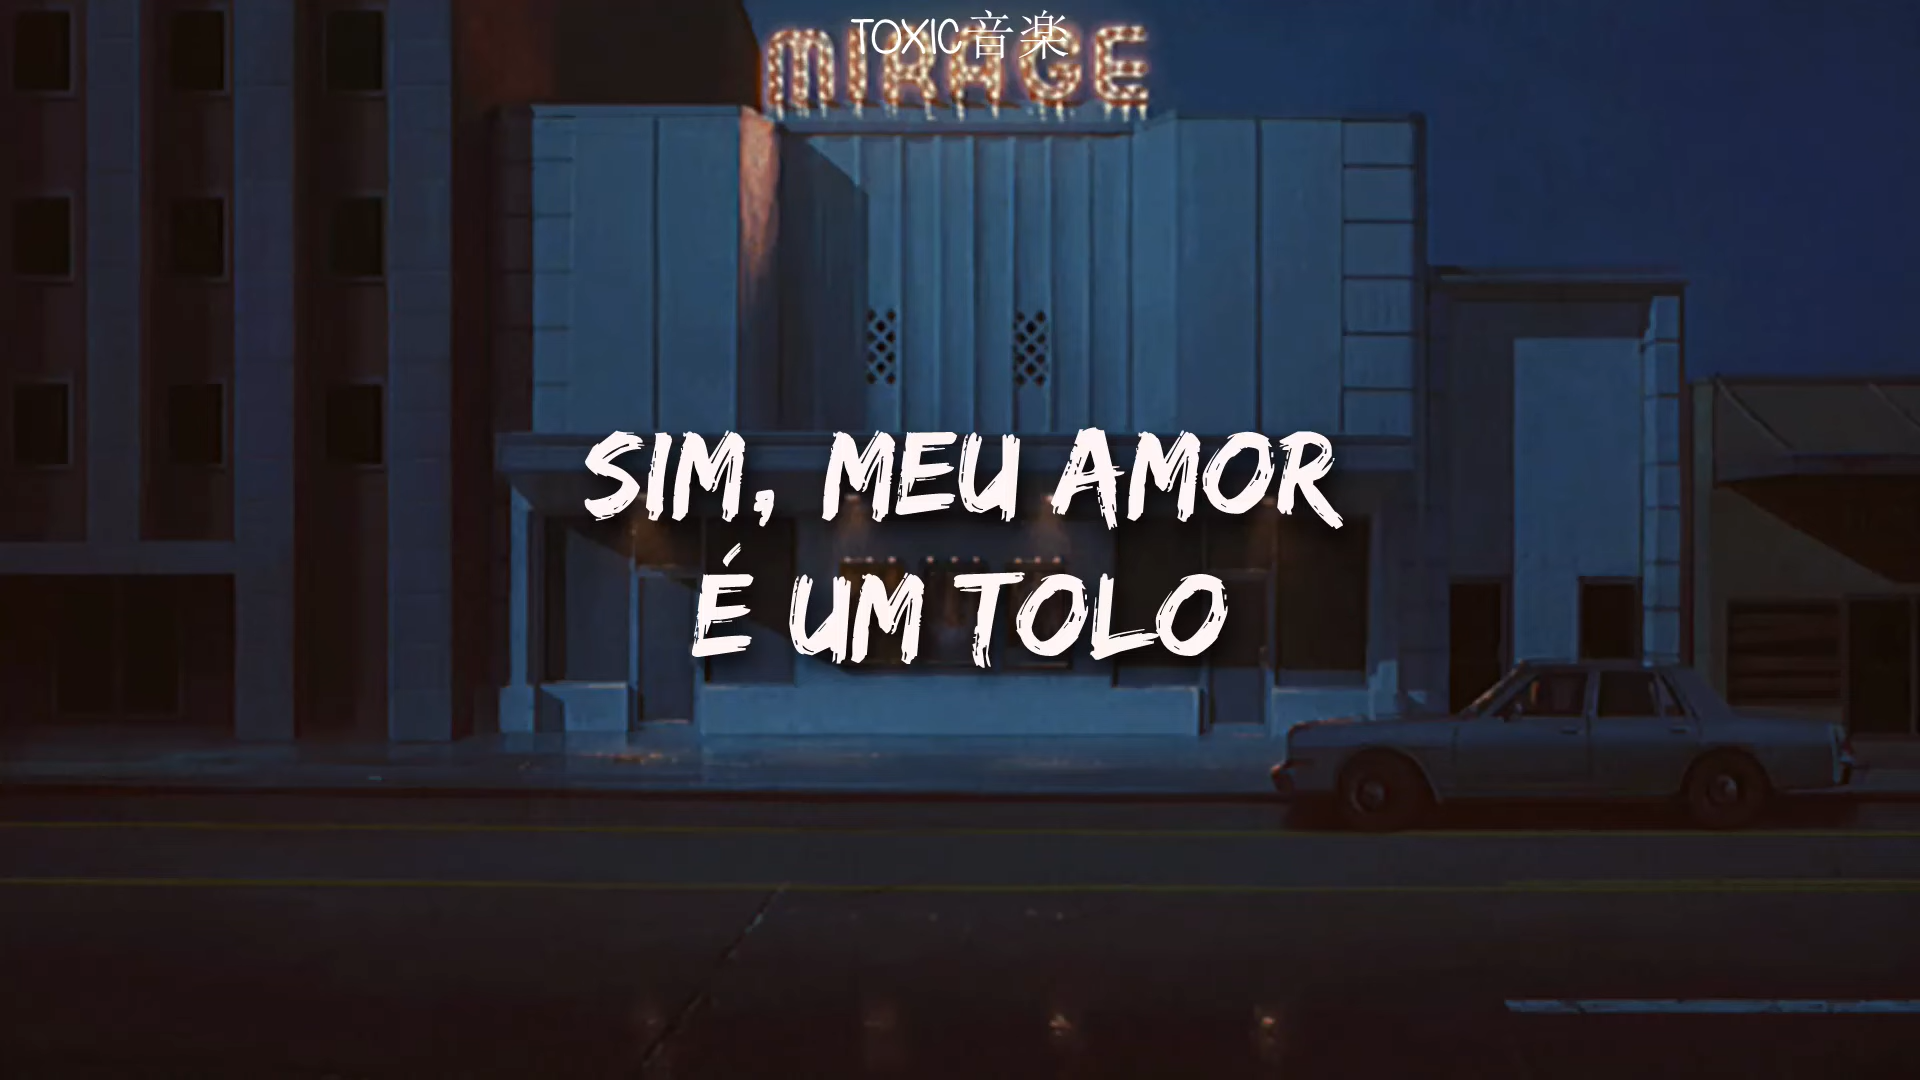 TOXIC音楽
MIRAGE
SIM, MEU AMOR
É UM TOLO